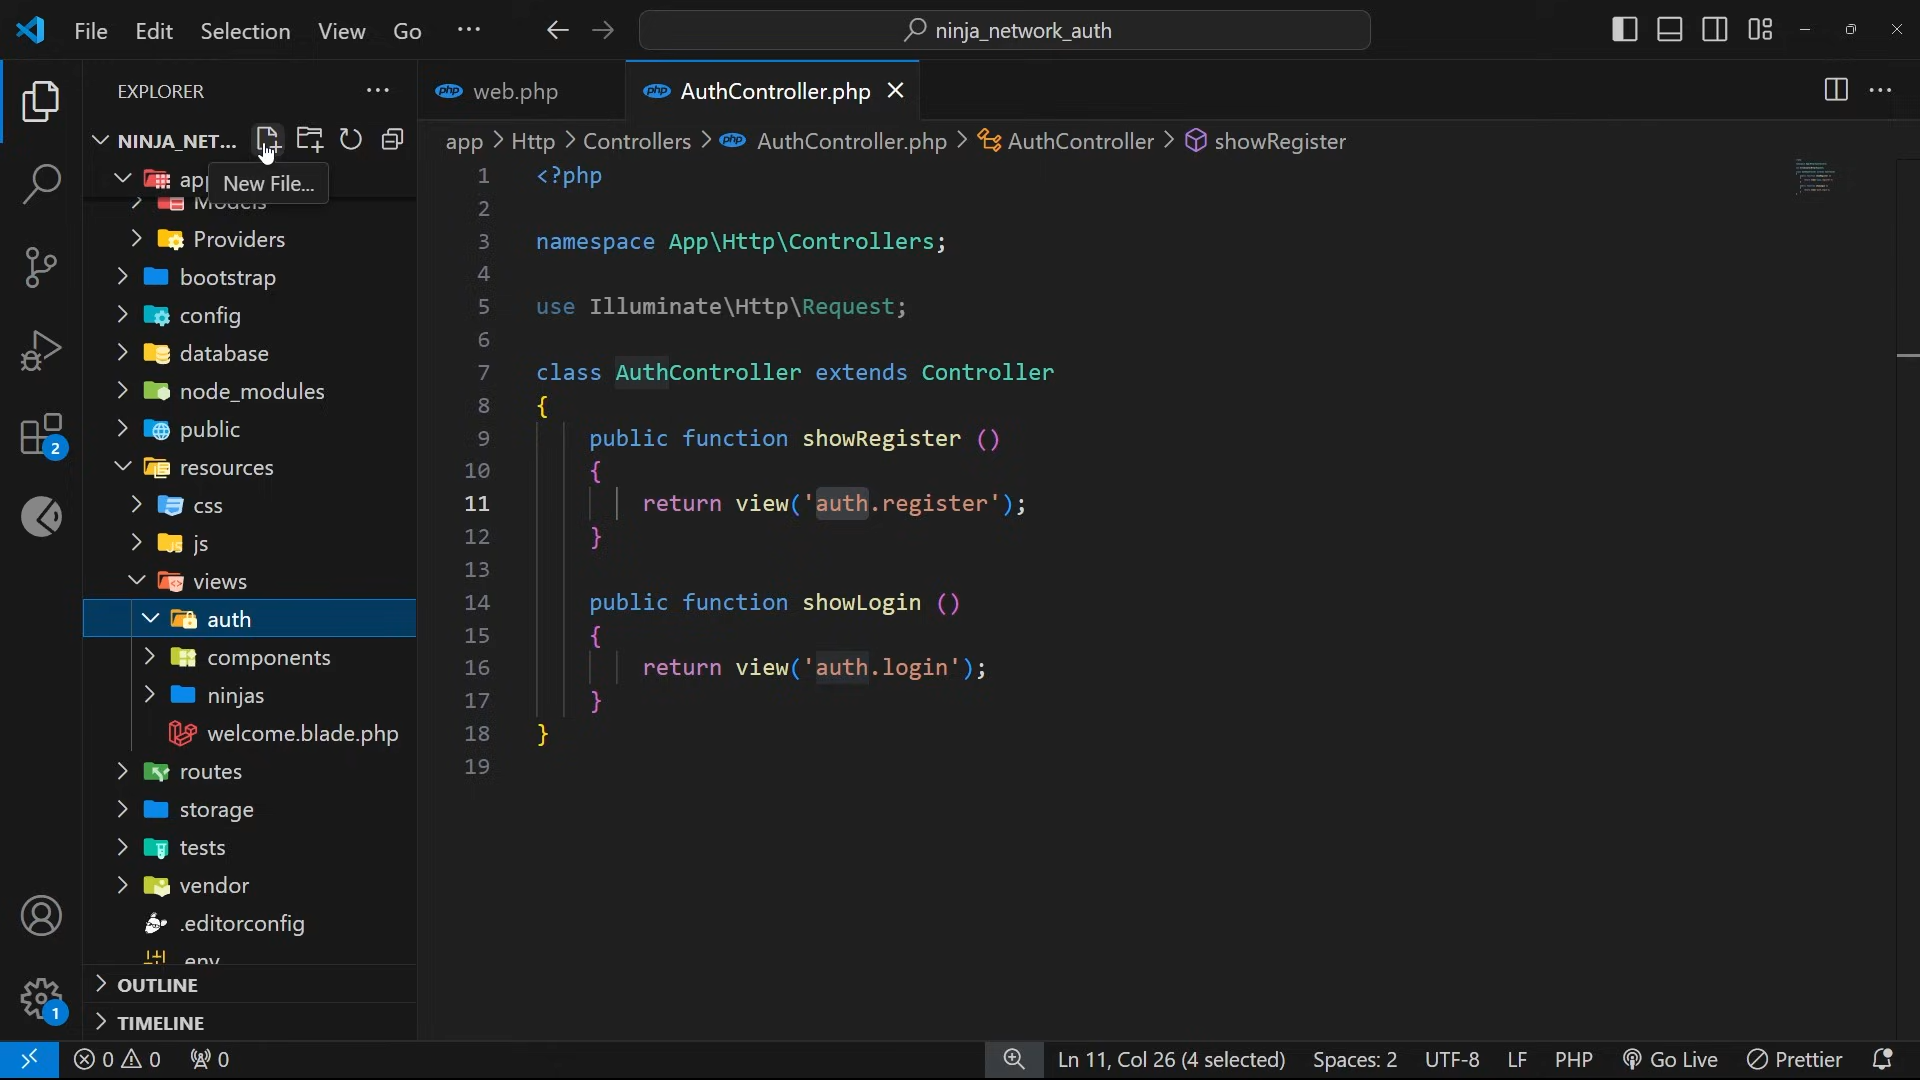 File Edit Selection View Go ···
ninja_network_auth
EXPLORER
web.php
AuthController.php
NINJA_NET...
New File...
app > Http > Controllers > AuthController.php > AuthController > showRegister
app
Models
Providers
bootstrap
config
database
node_modules
public
resources
css
js
views
auth
components
ninjas
welcome.blade.php
routes
storage
tests
vendor
.editorconfig
.env
OUTLINE
TIMELINE
2
1
1 <?php
2
3 namespace App\Http\Controllers;
4
5 use Illuminate\Http\Request;
6
7 class AuthController extends Controller
8 {
9 public function showRegister ()
10 {
11 return view('auth.register');
12 }
13
14 public function showLogin ()
15 {
16 return view('auth.login');
17 }
18 }
19
0 0 0
Ln 11, Col 26 (4 selected) Spaces: 2 UTF-8 LF PHP Go Live Prettier